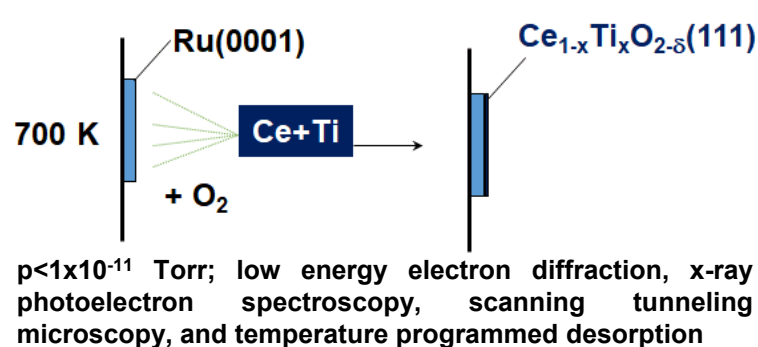 Ru(0001)
Ce₁₋ₓTiₓO₂₋δ(111)
700 K
Ce+Ti
+ O₂
p<1x10⁻¹¹ Torr; low energy electron diffraction, x-ray
photoelectron spectroscopy, scanning tunneling
microscopy, and temperature programmed desorption